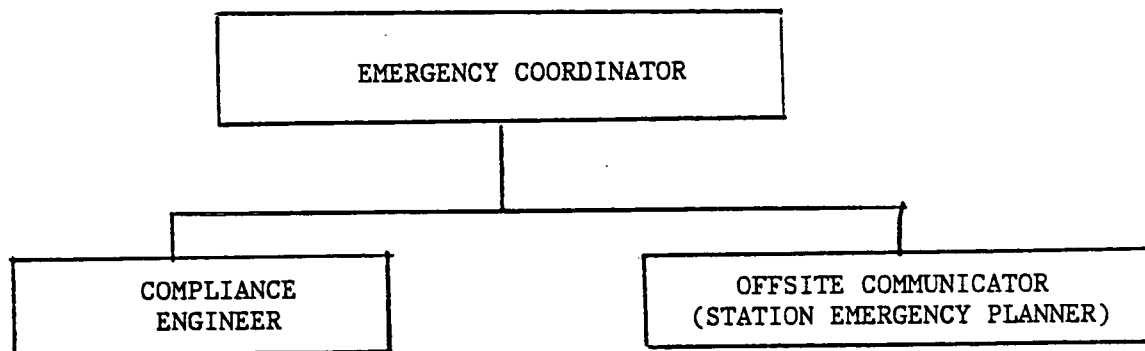 EMERGENCY COORDINATOR
COMPLIANCE
ENGINEER
OFFSITE COMMUNICATOR
(STATION EMERGENCY PLANNER)